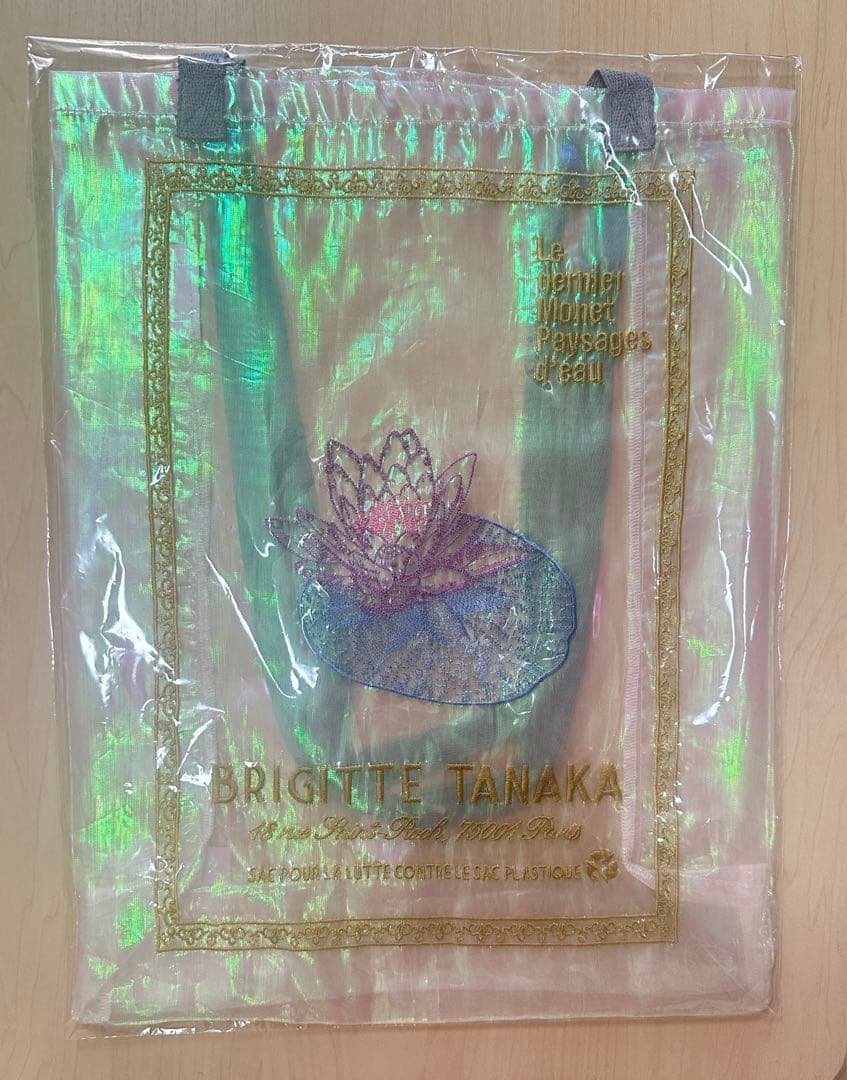 Le
dernier
Monet
Paysages
d'eau
BRIGITTE TANAKA
18 rue Saint-Roch, 75001 Paris
SAC POUR LA LUTTE CONTRE LE SAC PLASTIQUE